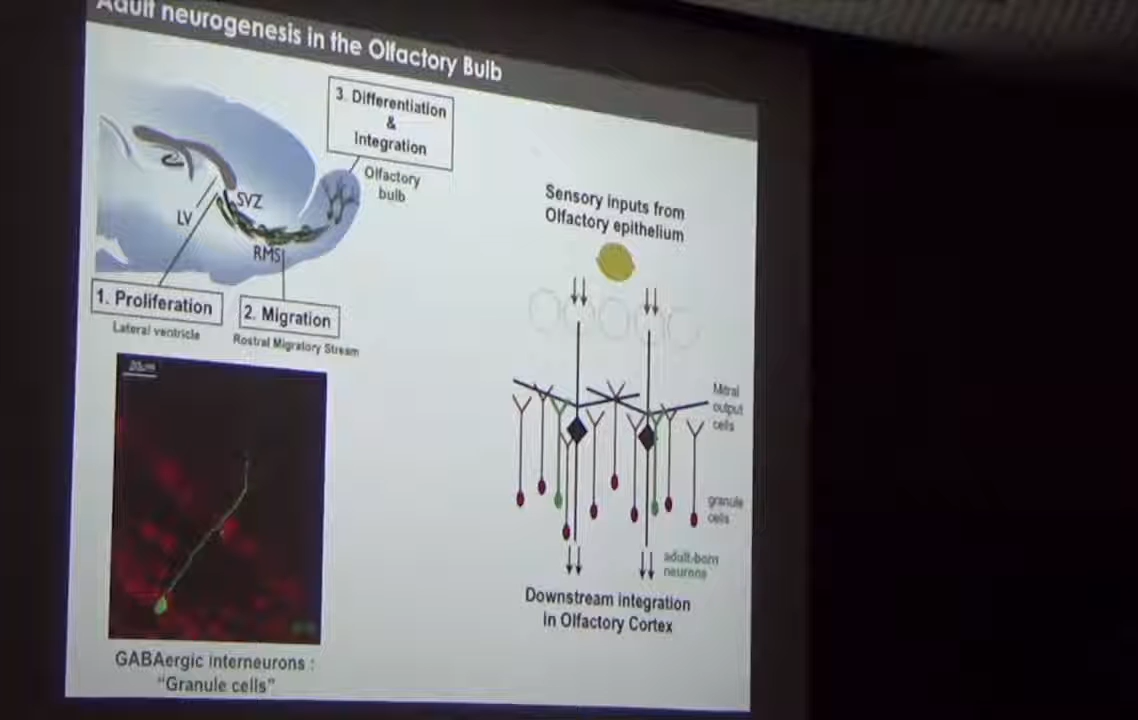 Adult neurogenesis in the Olfactory Bulb
3. Differentiation
&
Integration
Olfactory
bulb
SVZ
LV
RMS
1. Proliferation
Lateral ventricle
2. Migration
Rostral Migratory Stream
20µm
GABAergic interneurons :
“Granule cells”
Sensory inputs from
Olfactory epithelium
Mitral
output
cells
granule
cells
adult-born
neurons
Downstream integration
in Olfactory Cortex